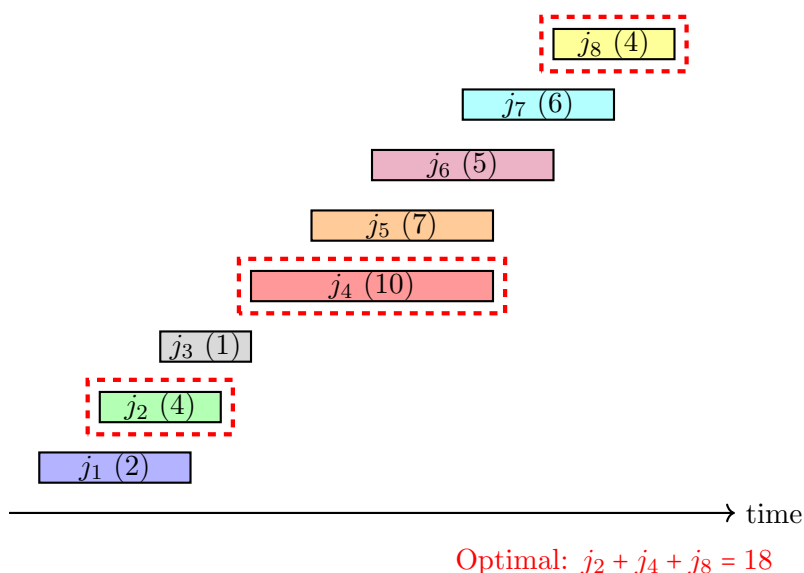 j₈ (4)
j₇ (6)
j₆ (5)
j₅ (7)
j₄ (10)
j₃ (1)
j₂ (4)
j₁ (2)
time
Optimal: j₂ + j₄ + j₈ = 18